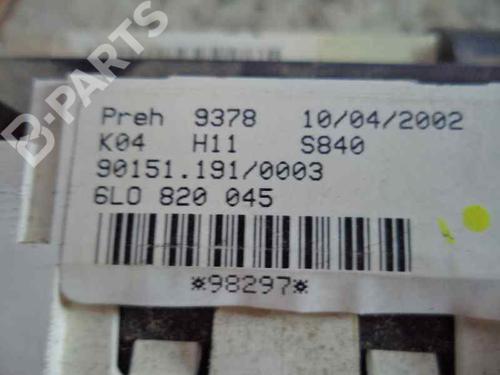 B-PARTS
Preh 9378 10/04/2002
K04 H11 S840
90151.191/0003
6L0 820 045
*98297*